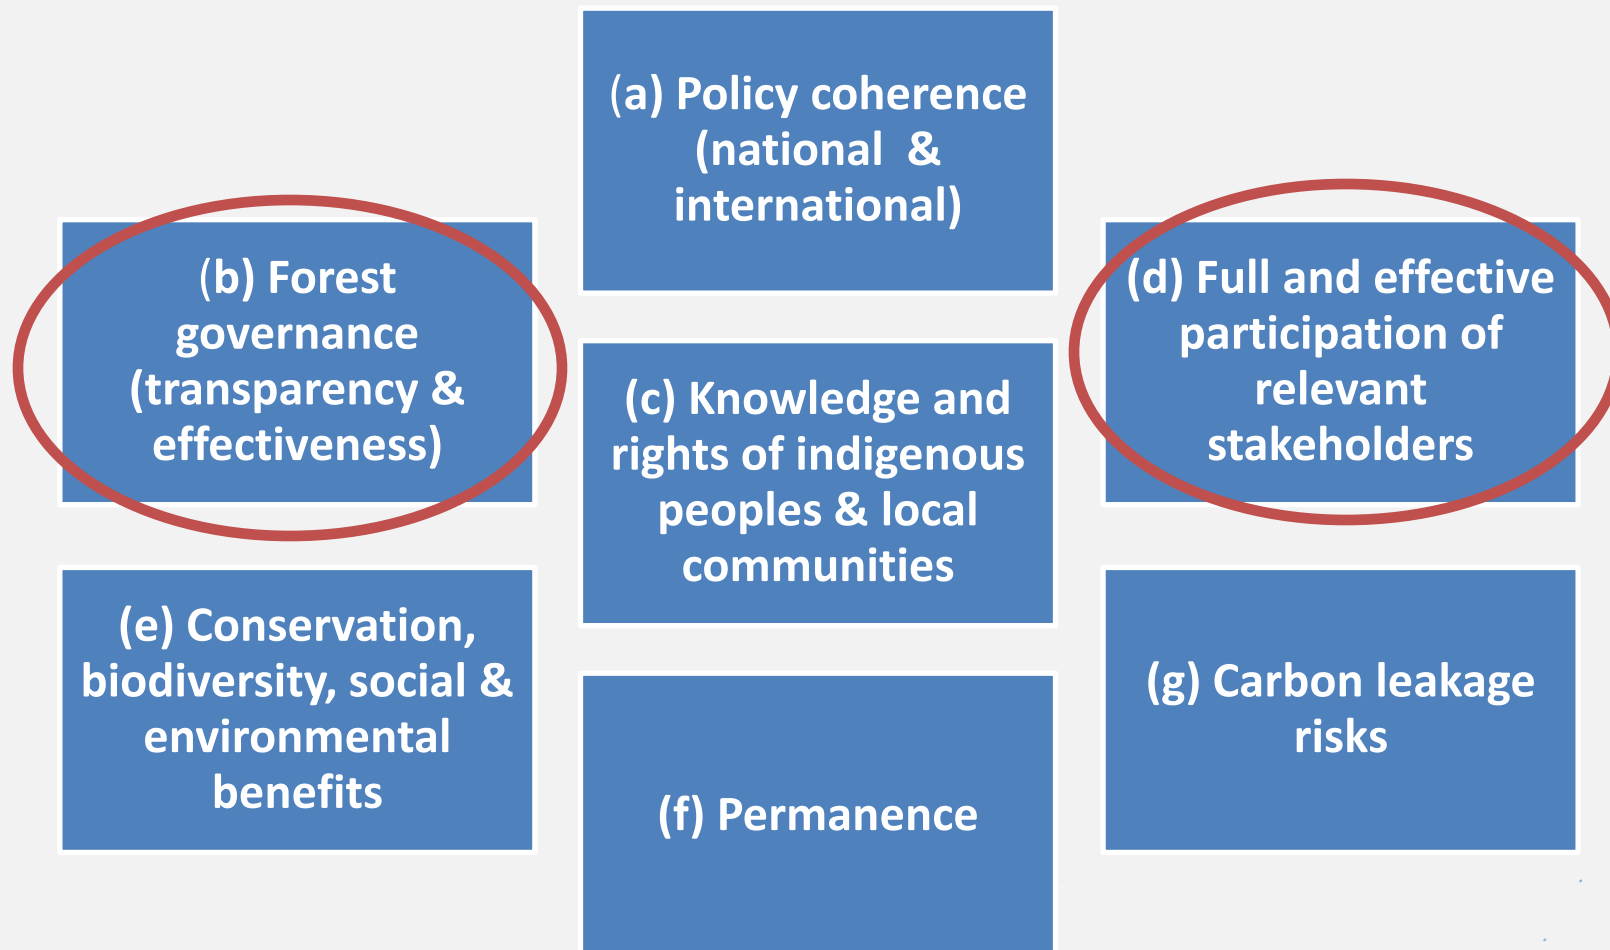 (a) Policy coherence
(national & 
international)
(b) Forest
governance
(transparency &
effectiveness)
(c) Knowledge and
rights of indigenous
peoples & local
communities
(d) Full and effective
participation of
relevant
stakeholders
(e) Conservation,
biodiversity, social &
environmental
benefits
(f) Permanence
(g) Carbon leakage
risks